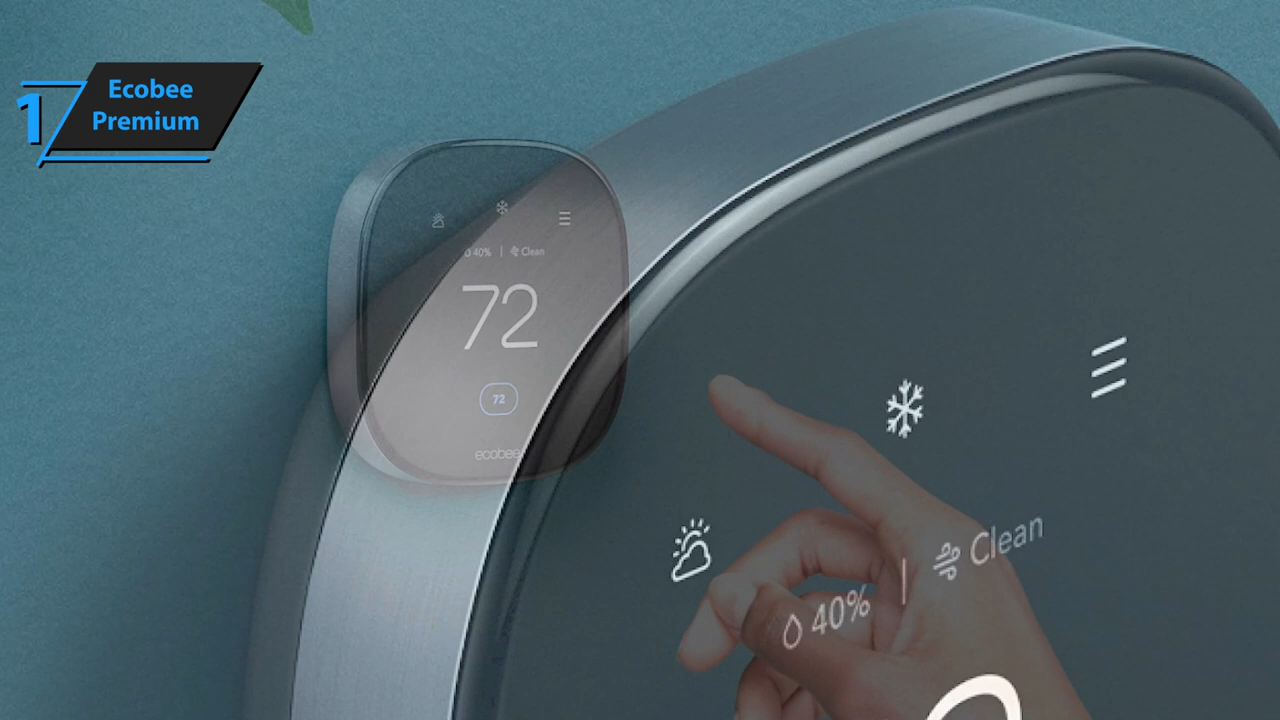 1
Ecobee
Premium
40% | Clean
72
72
ecobee
40% | Clean